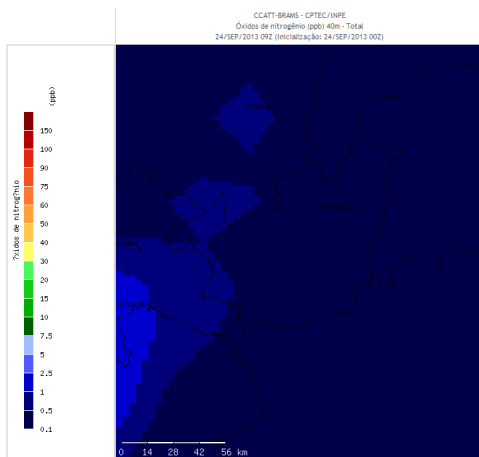 CCATT-BRAMS - CPTEC/INPE
Óxidos de nitrogênio (ppb) 40m - Total
24/SEP/2013 09Z (Inicialização: 24/SEP/2013 00Z)
(ppb)
?xidos de nitrog?nio
150
100
90
75
60
50
40
30
20
15
10
7.5
5
2.5
1
0.5
0.1
0 14 28 42 56 km